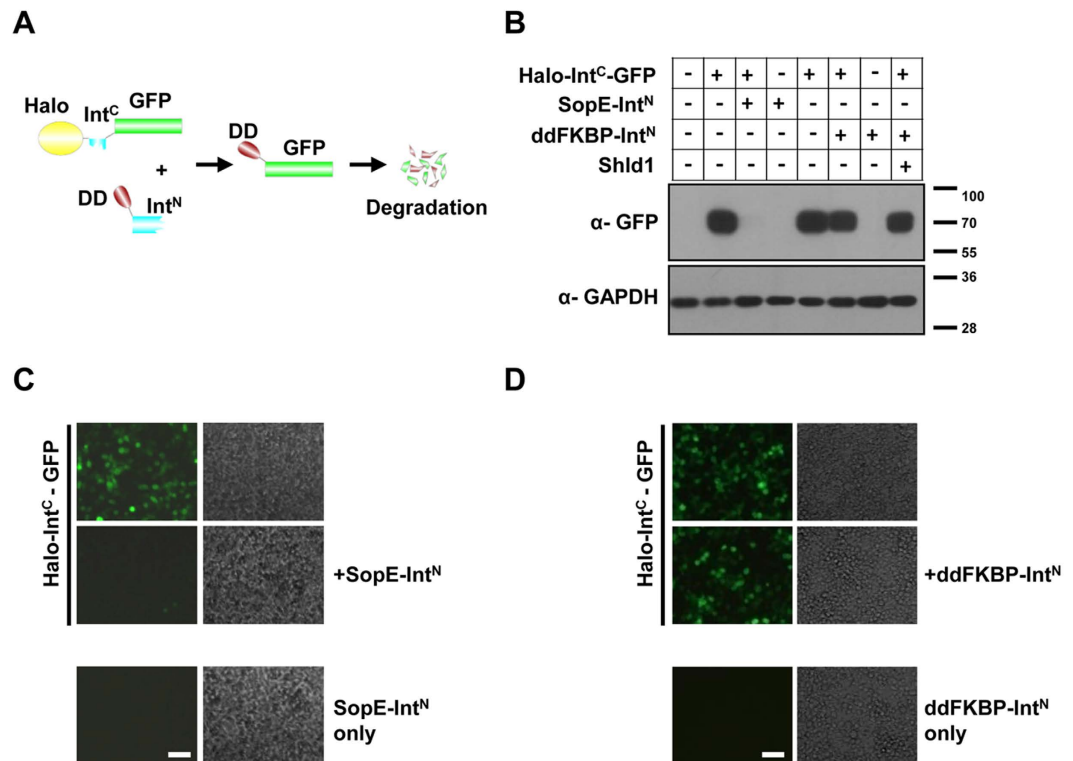 A
Halo
Int^C
GFP
+
DD
Int^N
DD
GFP
Degradation
B
Halo-Int^C-GFP - + + - + + - +
SopE-Int^N - - + + - - - -
ddFKBP-Int^N - - - - - + + +
Shld1 - - - - - - - +
α- GFP
100
70
55
α- GAPDH
36
28
C
Halo-Int^C - GFP
+SopE-Int^N
SopE-Int^N
only
D
Halo-Int^C - GFP
+ddFKBP-Int^N
ddFKBP-Int^N
only